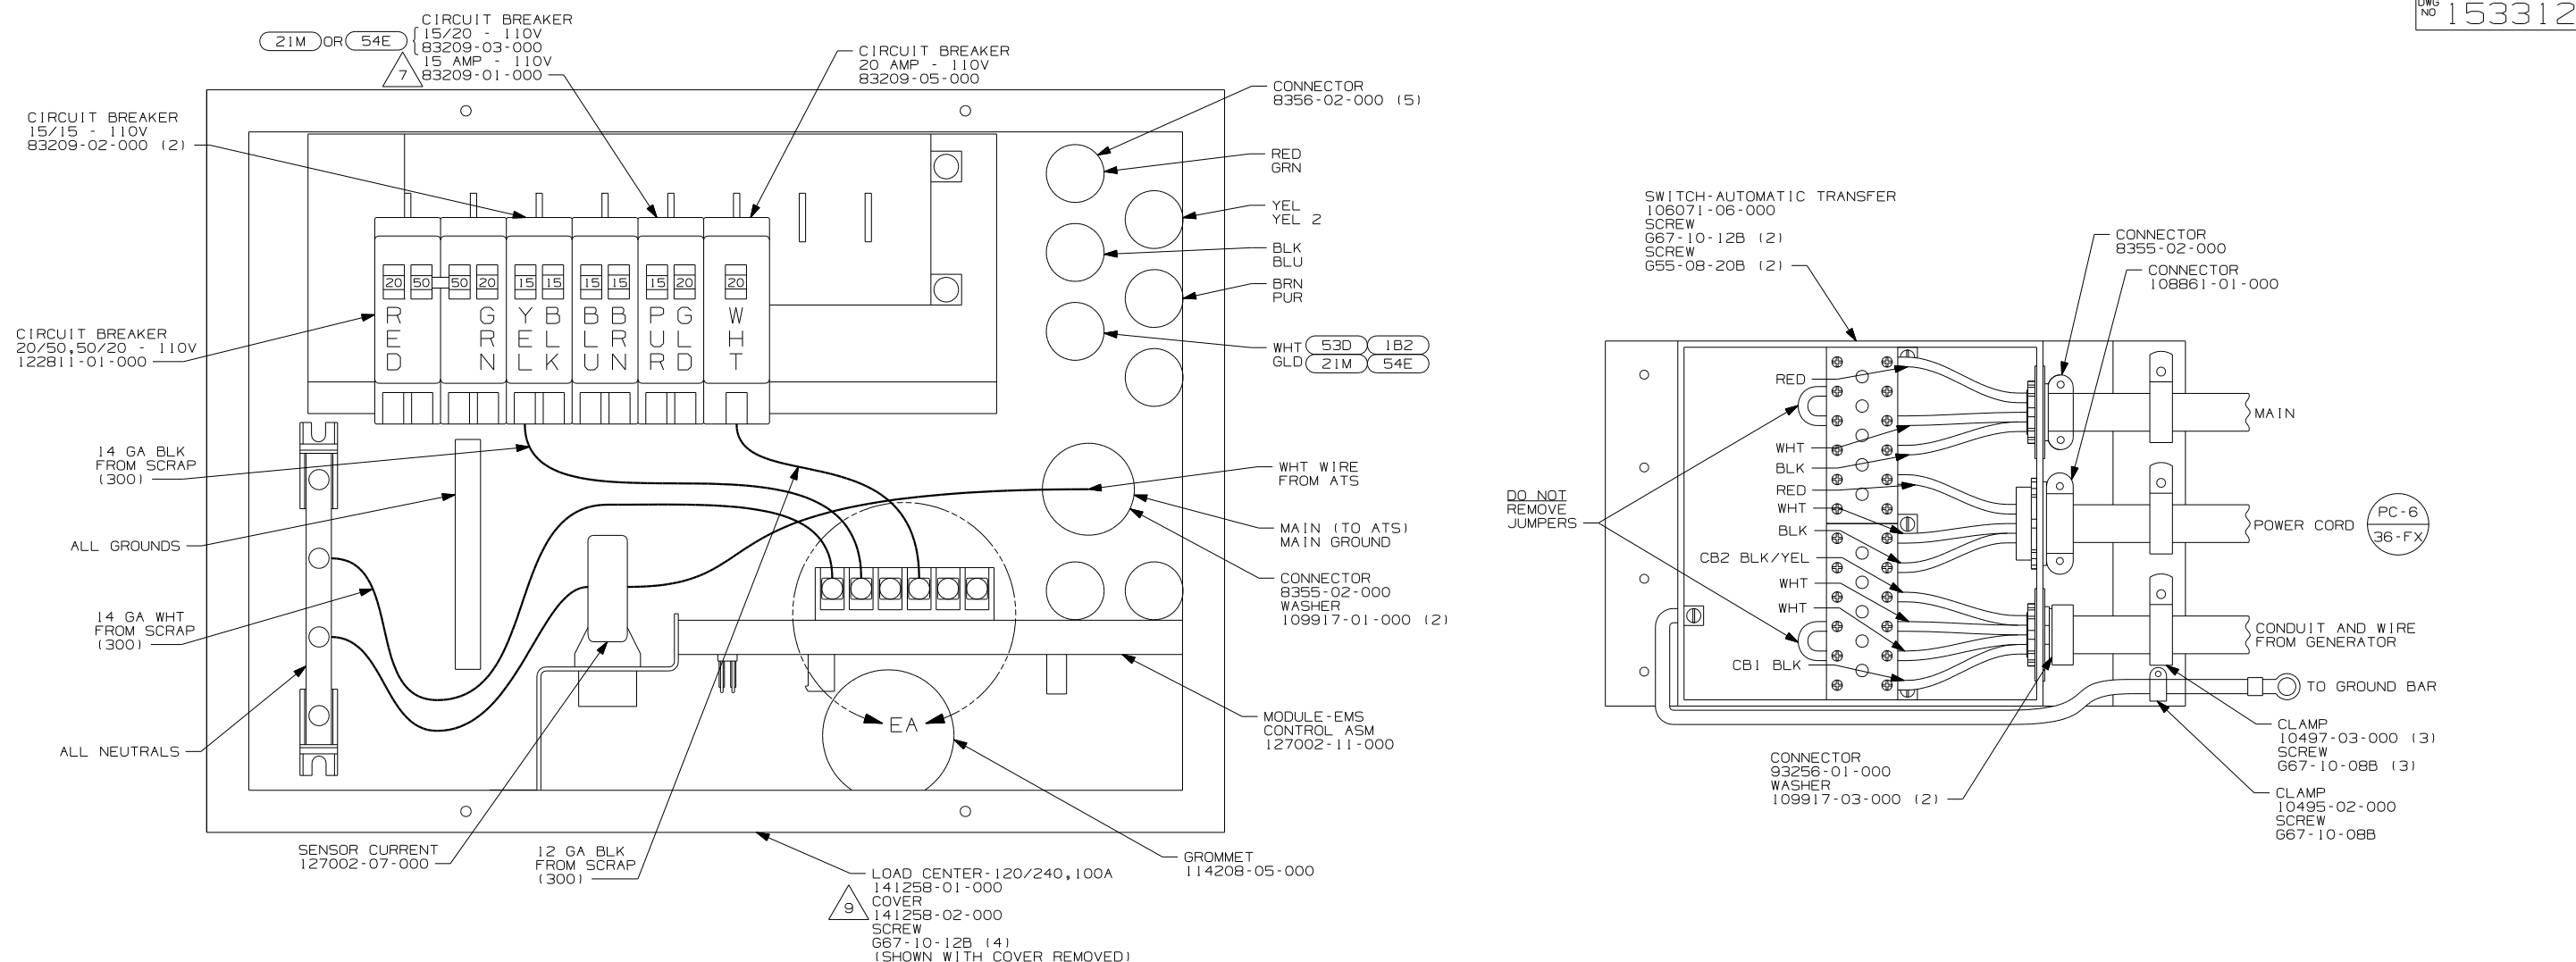 DWG NO 153312
21M OR 54E
CIRCUIT BREAKER
15/20 - 110V
83209-03-000
15 AMP - 110V
83209-01-000
7
CIRCUIT BREAKER
20 AMP - 110V
83209-05-000
CONNECTOR
8356-02-000 (5)
CIRCUIT BREAKER
15/15 - 110V
83209-02-000 (2)
RED
GRN
YEL
YEL 2
BLK
BLU
BRN
PUR
WHT 53D 1B2
GLD 21M 54E
20 50 50 20 15 15 15 15 15 20 20
RED GRN YEL BLK BLU BRN PUR GLD WHT
CIRCUIT BREAKER
20/50,50/20 - 110V
122811-01-000
14 GA BLK
FROM SCRAP
(300)
ALL GROUNDS
14 GA WHT
FROM SCRAP
(300)
ALL NEUTRALS
WHT WIRE
FROM ATS
MAIN (TO ATS)
MAIN GROUND
CONNECTOR
8355-02-000
WASHER
109917-01-000 (2)
EA
MODULE-EMS
CONTROL ASM
127002-11-000
SENSOR CURRENT
127002-07-000
12 GA BLK
FROM SCRAP
(300)
GROMMET
114208-05-000
LOAD CENTER-120/240,100A
141258-01-000
9
COVER
141258-02-000
SCREW
G67-10-12B (4)
(SHOWN WITH COVER REMOVED)
SWITCH-AUTOMATIC TRANSFER
106071-06-000
SCREW
G67-10-12B (2)
SCREW
G55-08-20B (2)
CONNECTOR
8355-02-000
CONNECTOR
108861-01-000
RED
WHT
BLK
RED
WHT
BLK
CB2 BLK/YEL
WHT
WHT
CB1 BLK
DO NOT
REMOVE
JUMPERS
MAIN
POWER CORD
PC-6
36-FX
CONDUIT AND WIRE
FROM GENERATOR
TO GROUND BAR
CLAMP
10497-03-000 (3)
SCREW
G67-10-08B (3)
CLAMP
10495-02-000
SCREW
G67-10-08B
CONNECTOR
93256-01-000
WASHER
109917-03-000 (2)